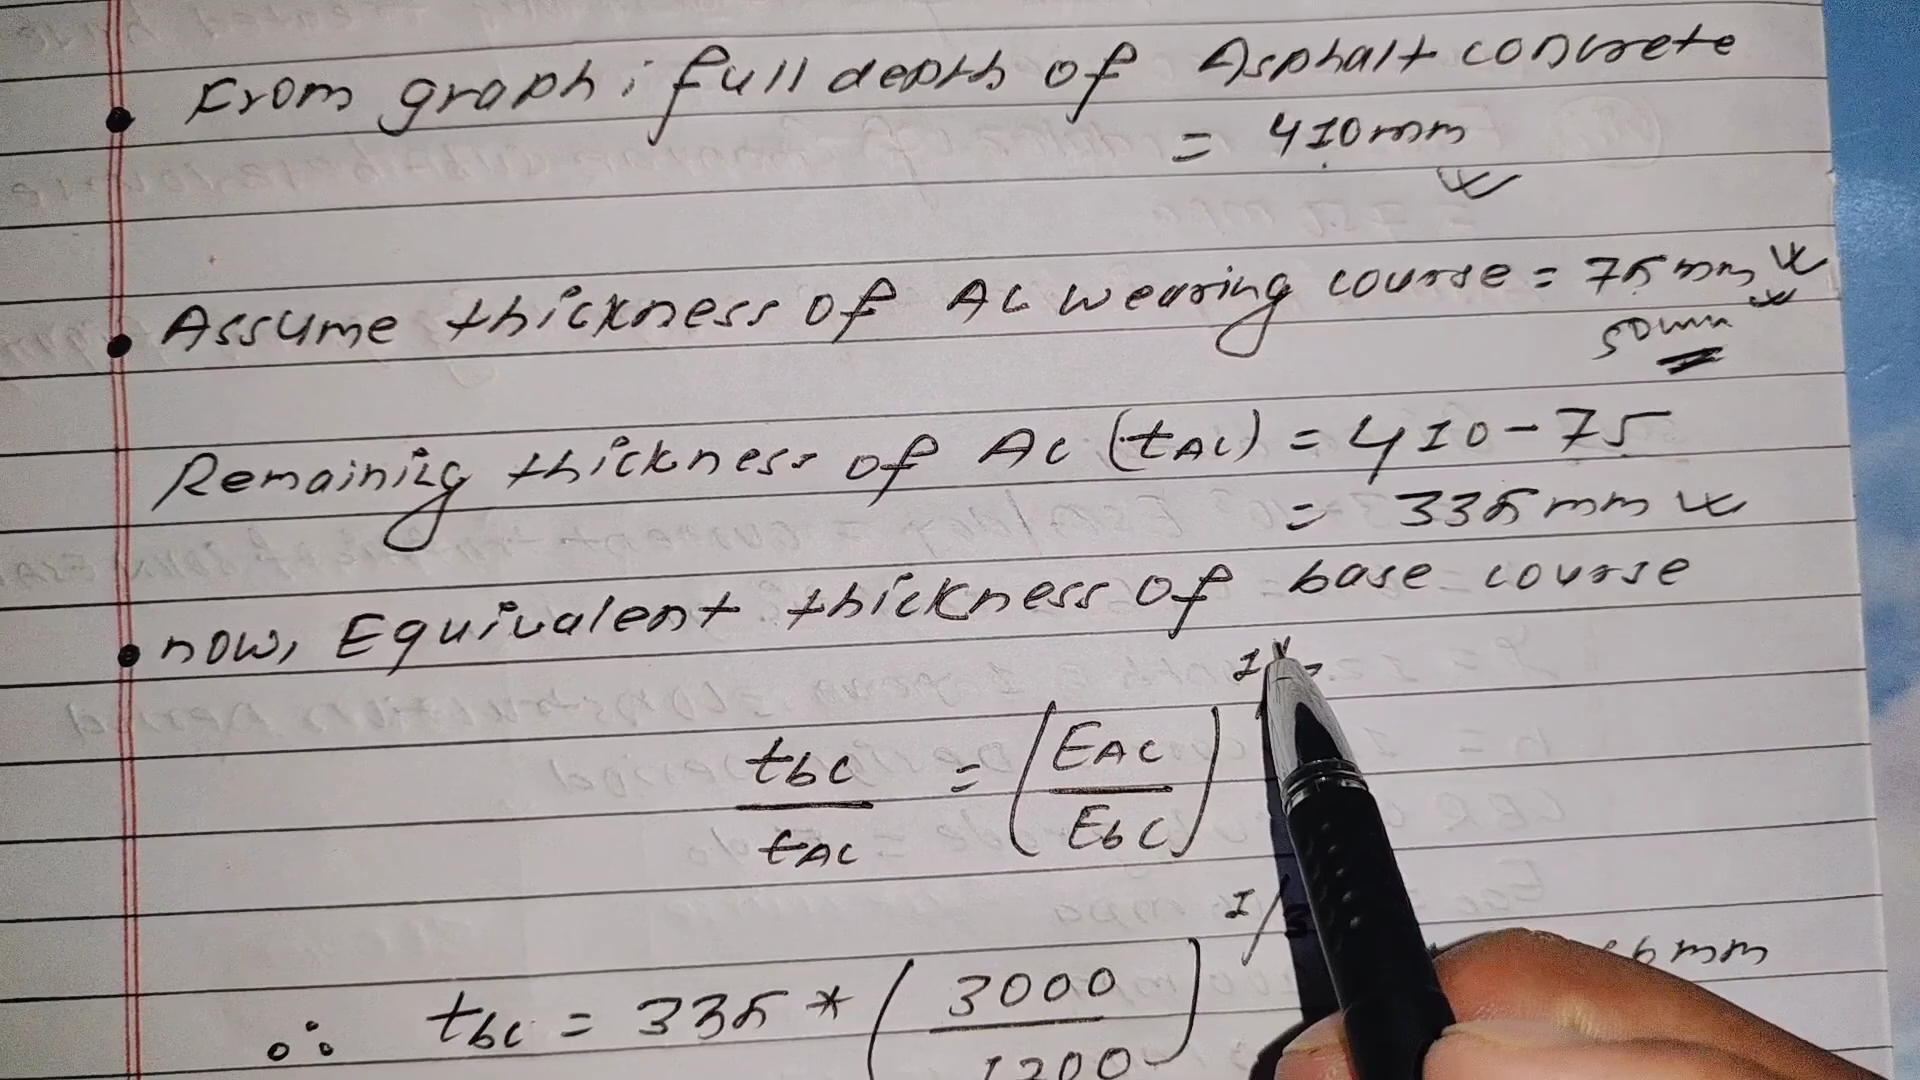 From graph; full depth of Asphalt concrete
= 410mm
Assume thickness of AC wearing course = 75mm
50mm
Remaining thickness of AC (tAC) = 410-75
= 335mm
now, Equivalent thickness of base course
tbc / tAC = (EAC / Ebc)
∴ tbc = 335 * (3000 / 1200) 1/3
6mm